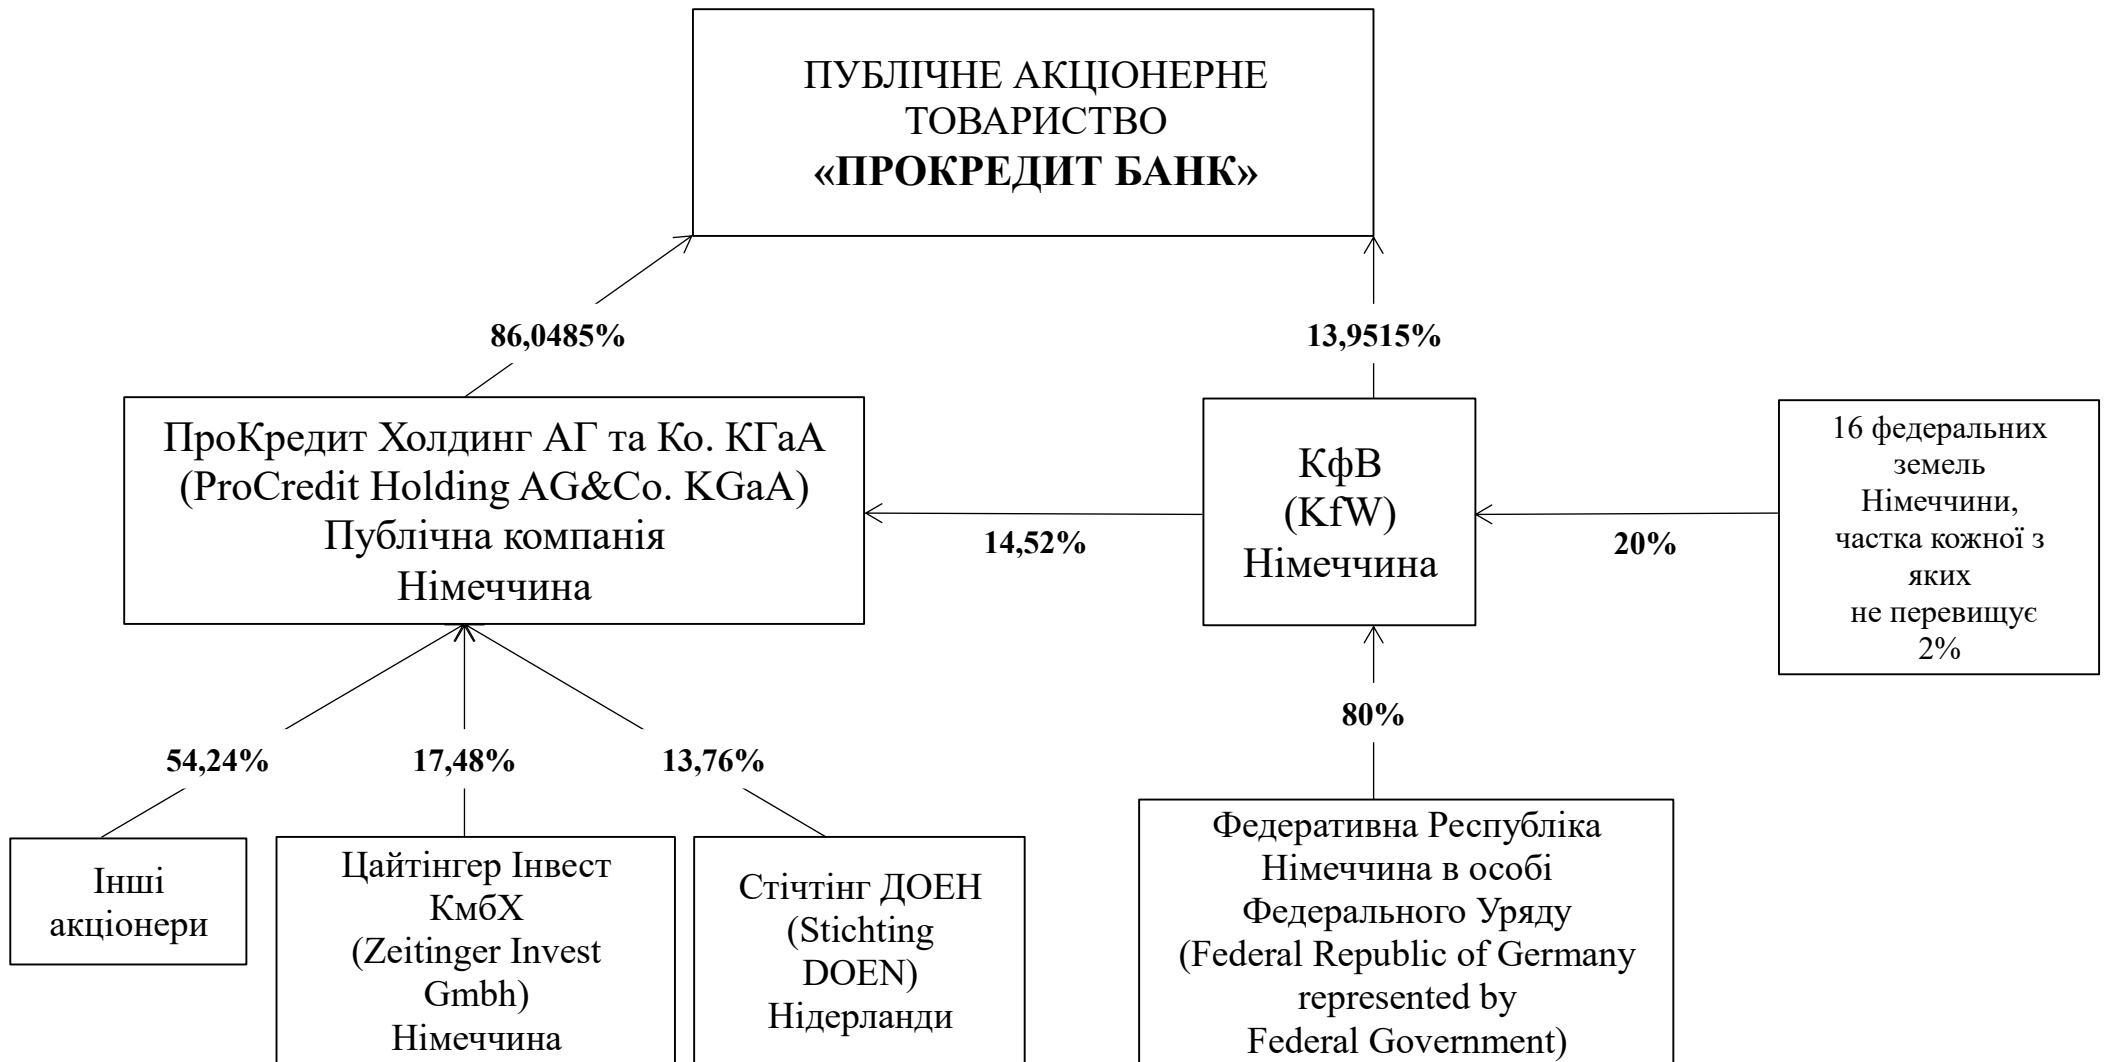 ПУБЛІЧНЕ АКЦІОНЕРНЕ
ТОВАРИСТВО
«ПРОКРЕДИТ БАНК»
86,0485%
13,9515%
ПроКредит Холдинг АГ та Ко. КГаА
(ProCredit Holding AG&Co. KGaA)
Публічна компанія
Німеччина
14,52%
КфВ
(KfW)
Німеччина
20%
16 федеральних
земель
Німеччини,
частка кожної з
яких
не перевищує
2%
80%
54,24%
17,48%
13,76%
Інші
акціонери
Цайтінгер Інвест
КмбХ
(Zeitinger Invest
Gmbh)
Німеччина
Стічтінг ДОЕН
(Stichting
DOEN)
Нідерланди
Федеративна Республіка
Німеччина в особі
Федерального Уряду
(Federal Republic of Germany
represented by
Federal Government)